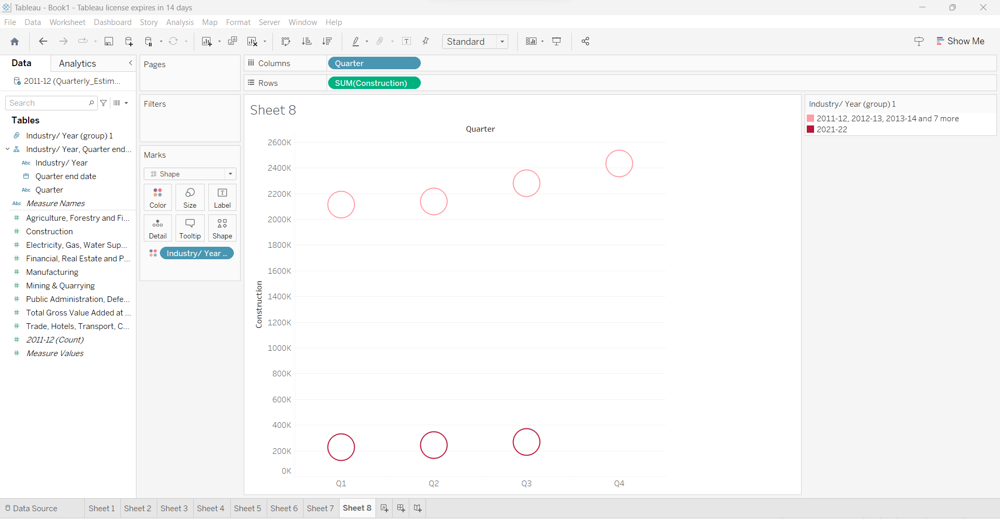 Tableau - Book1 - Tableau license expires in 14 days
File Data Worksheet Dashboard Story Analysis Map Format Server Window Help
Standard
Show Me
Data
Analytics
2011-12 (Quarterly_Estim...
Search
Tables
Industry/ Year (group) 1
Industry/ Year, Quarter end...
Abc Industry/ Year
Quarter end date
Abc Quarter
Abc Measure Names
# Agriculture, Forestry and Fi...
# Construction
# Electricity, Gas, Water Sup...
# Financial, Real Estate and P...
# Manufacturing
# Mining & Quarrying
# Public Administration, Defe...
# Total Gross Value Added at ...
# Trade, Hotels, Transport, C...
# 2011-12 (Count)
# Measure Values
Pages
Filters
Marks
Shape
Color Size Label
Detail Tooltip Shape
Industry/ Year ..
Columns Quarter
Rows SUM(Construction)
Sheet 8
Quarter
Construction
2600K
2400K
2200K
2000K
1800K
1600K
1400K
1200K
1000K
800K
600K
400K
200K
0K
Q1 Q2 Q3 Q4
Industry/ Year (group) 1
2011-12, 2012-13, 2013-14 and 7 more
2021-22
Data Source Sheet 1 Sheet 2 Sheet 3 Sheet 4 Sheet 5 Sheet 6 Sheet 7 Sheet 8